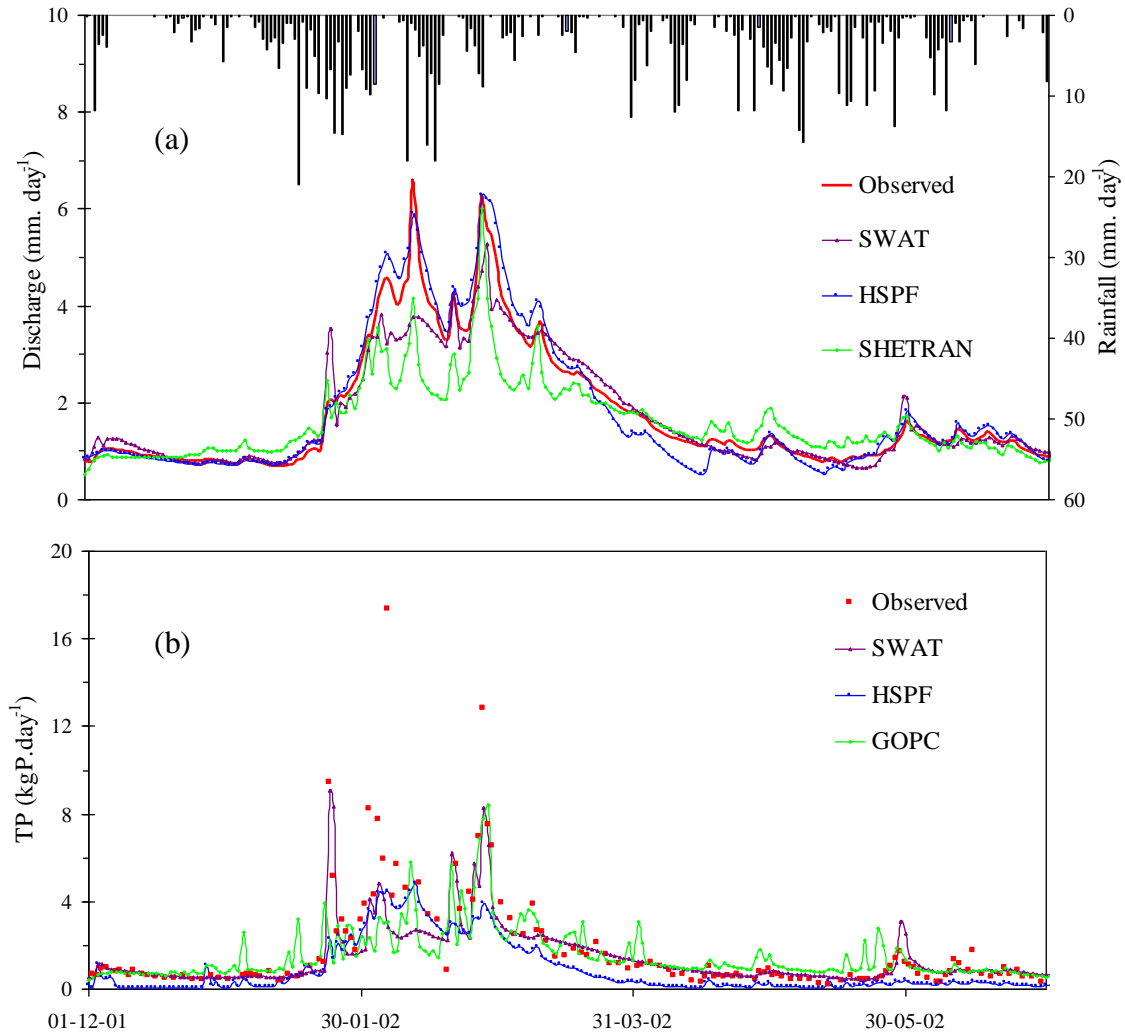 10
8
6
4
2
0
Discharge (mm. day-1)
(a)
0
10
20
30
40
50
60
Rainfall (mm. day-1)
Observed
SWAT
HSPF
SHETRAN
20
16
12
8
4
0
TP (kgP.day-1)
(b)
Observed
SWAT
HSPF
GOPC
01-12-01
30-01-02
31-03-02
30-05-02